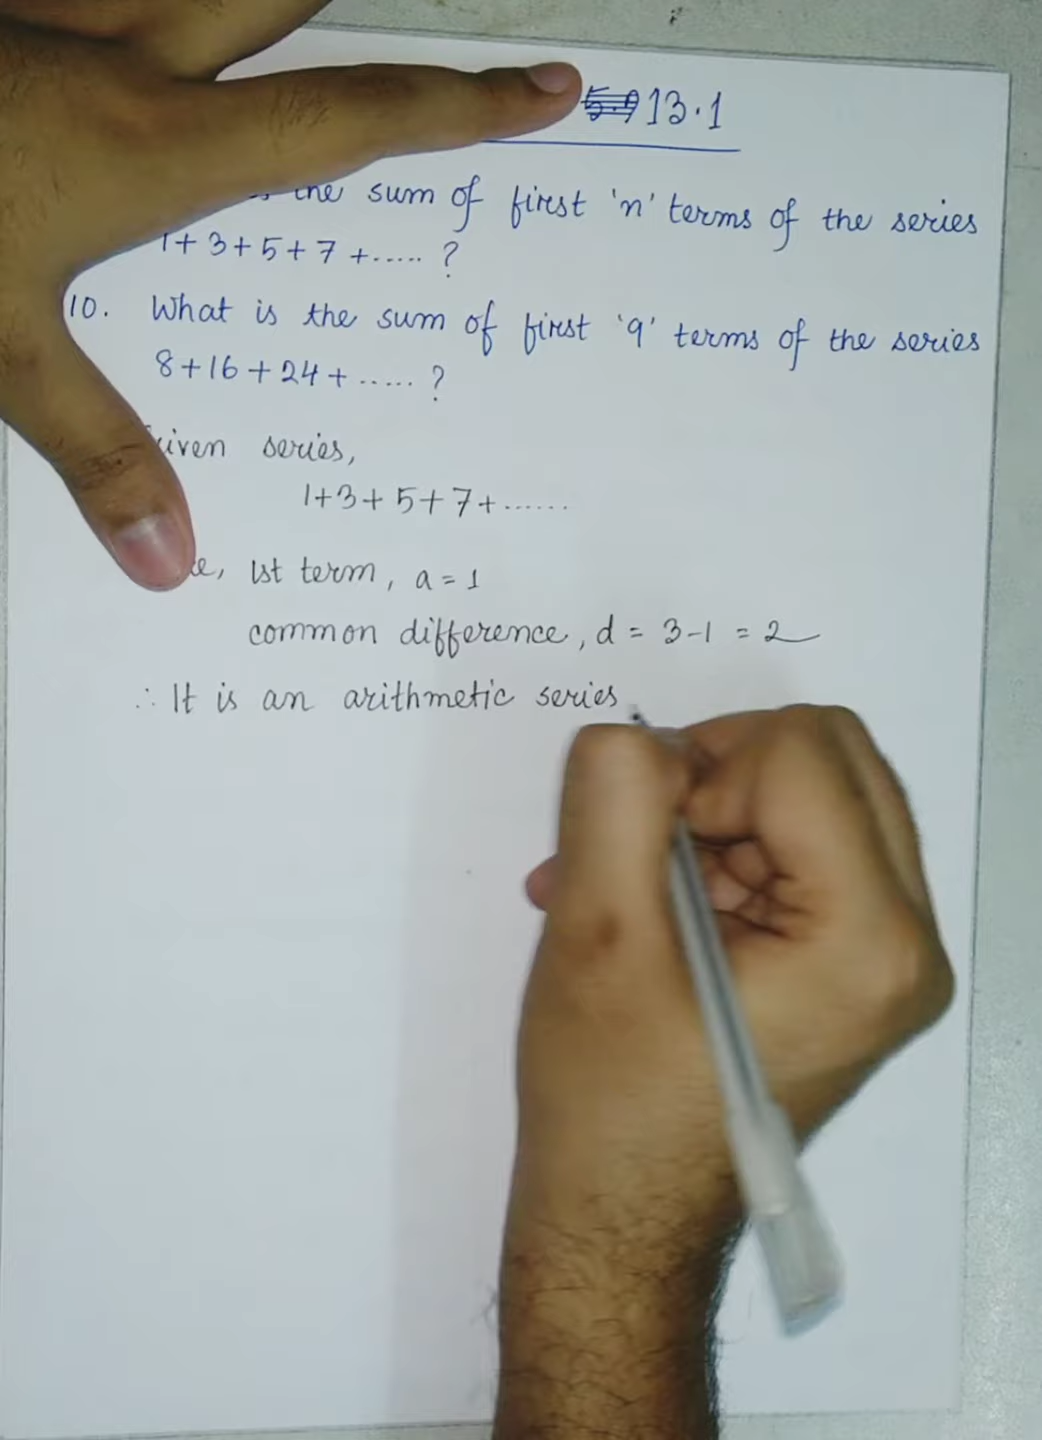 13.1
the sum of first 'n' terms of the series
1+3+5+7+..... ?
10. What is the sum of first '9' terms of the series
8+16+24+ ..... ?
series,
1+3+5+7+......
1st term, a = 1
common difference, d = 3-1 = 2
∴ It is an arithmetic series